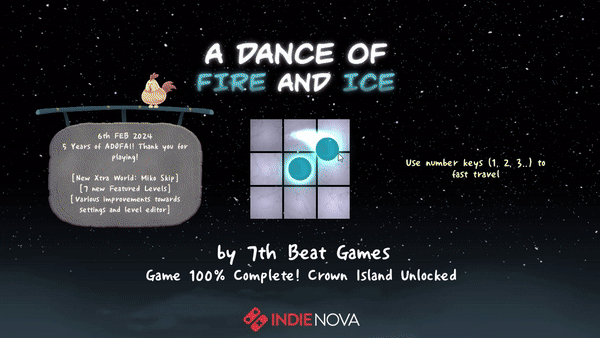 A DANCE OF
FIRE AND ICE
6th FEB 2024
5 Years of ADOFAI! Thank you for
playing!
[New Xtra World: Miko Skip]
[7 new Featured Levels]
[Various improvements towards
settings and level editor]
Use number keys (1, 2, 3..) to
fast travel
by 7th Beat Games
Game 100% Complete! Crown Island Unlocked
INDIENOVA